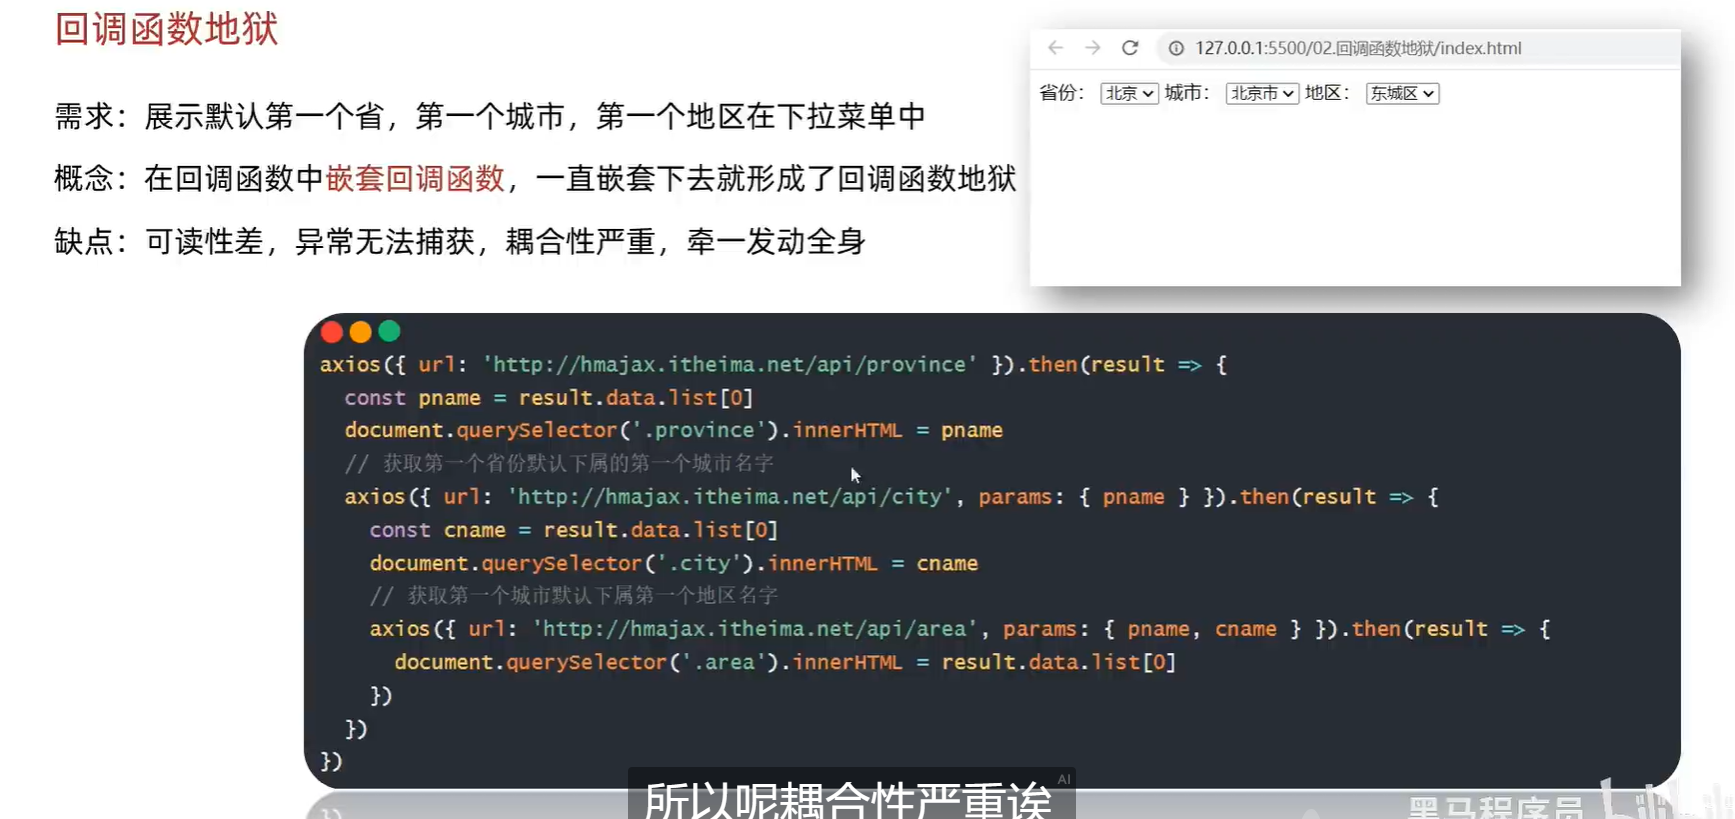 回调函数地狱
需求：展示默认第一个省，第一个城市，第一个地区在下拉菜单中
概念：在回调函数中嵌套回调函数，一直嵌套下去就形成了回调函数地狱
缺点：可读性差，异常无法捕获，耦合性严重，牵一发动全身
127.0.0.1:5500/02.回调函数地狱/index.html
省份： 北京 城市： 北京市 地区： 东城区
axios({ url: 'http://hmajax.itheima.net/api/province' }).then(result => {
const pname = result.data.list[0]
document.querySelector('.province').innerHTML = pname
// 获取第一个省份默认下属的第一个城市名字
axios({ url: 'http://hmajax.itheima.net/api/city', params: { pname } }).then(result => {
const cname = result.data.list[0]
document.querySelector('.city').innerHTML = cname
// 获取第一个城市默认下属第一个地区名字
axios({ url: 'http://hmajax.itheima.net/api/area', params: { pname, cname } }).then(result => {
document.querySelector('.area').innerHTML = result.data.list[0]
})
})
})
AI
所以呢耦合性严重诶
黑马程序员 bilibili